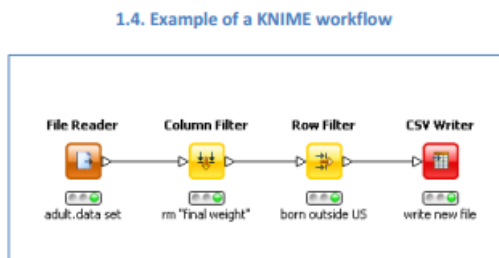 1.4. Example of a KNIME workflow
File Reader Column Filter Row Filter CSV Writer
adult.data set rm "final weight" born outside US write new file